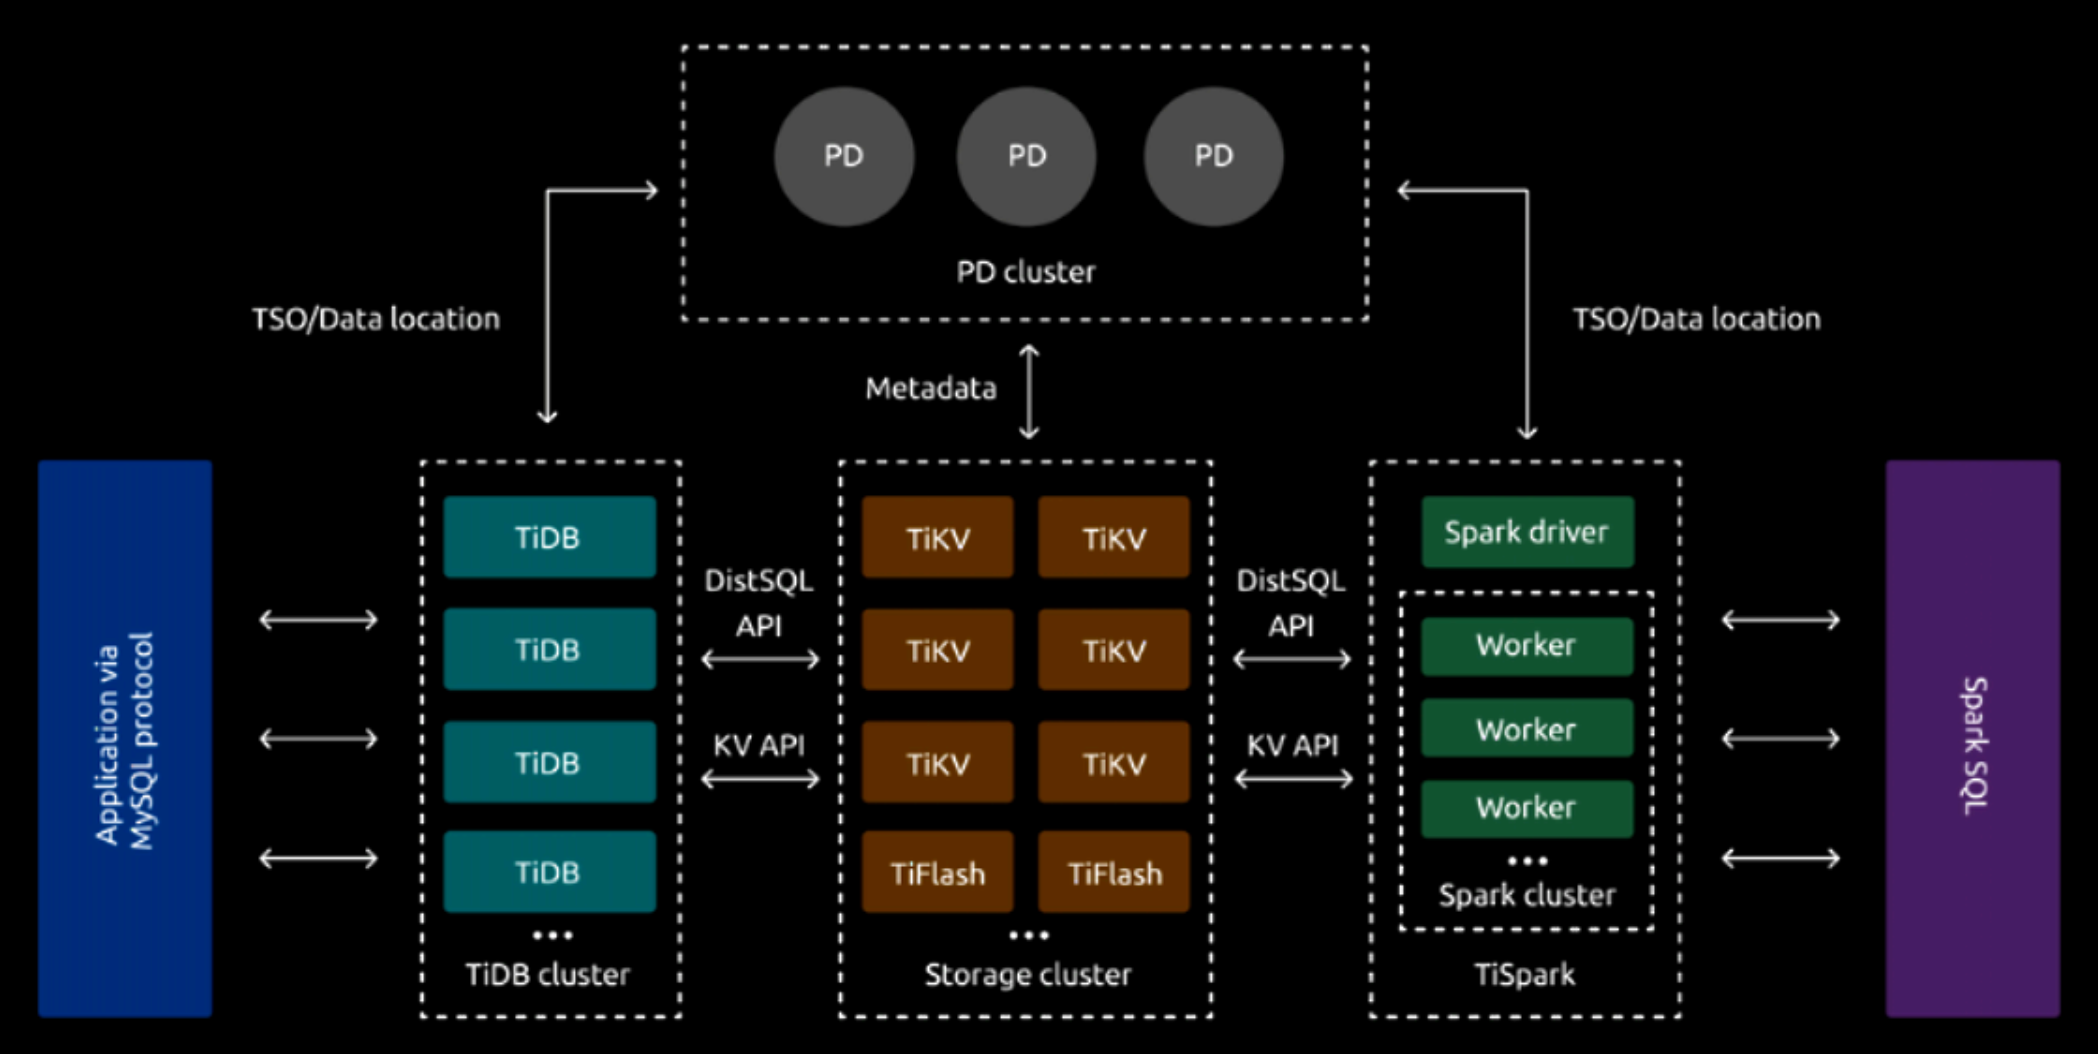 PD
PD
PD
PD cluster
TSO/Data location
TSO/Data location
Metadata
Application via
MySQL protocol
TiDB
TiDB
TiDB
TiDB
...
TiDB cluster
DistSQL
API
KV API
TiKV
TiKV
TiKV
TiKV
TiKV
TiKV
TiFlash
TiFlash
...
Storage cluster
DistSQL
API
KV API
Spark driver
Worker
Worker
Worker
...
Spark cluster
TiSpark
Spark SQL